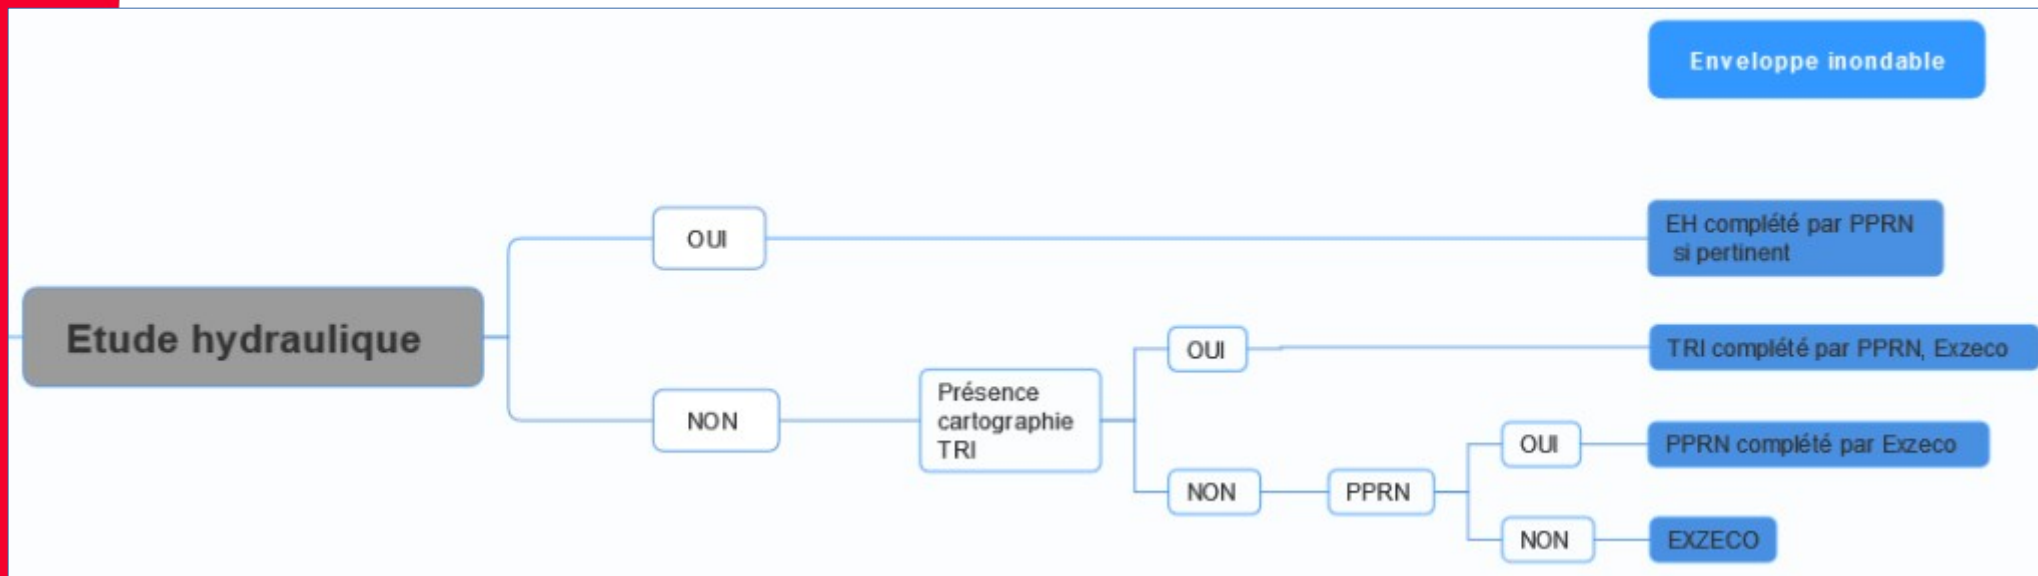 Enveloppe inondable
OUI
EH complété par PPRN
si pertinent
Etude hydraulique
OUI
TRI complété par PPRN, Exzeco
NON
Présence
cartographie
TRI
OUI
PPRN complété par Exzeco
NON
PPRN
NON
EXZECO